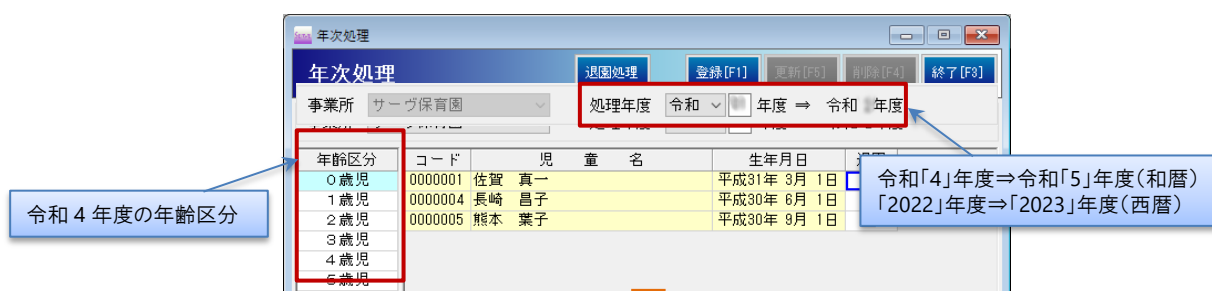 年次処理
年次処理 退園処理 登録[F1] 更新[F5] 削除[F4] 終了[F3]
事業所 サーヴ保育園 処理年度 令和 年度 ⇒ 令和 年度
年齢区分 コード 児童名 生年月日
0歳児 0000001 佐賀 真一 平成31年 3月 1日
1歳児 0000004 長崎 昌子 平成30年 6月 1日
2歳児 0000005 熊本 葉子 平成30年 9月 1日
3歳児
4歳児
5歳児
令和4年度の年齢区分
令和「4」年度⇒令和「5」年度(和暦)
「2022」年度⇒「2023」年度(西暦)